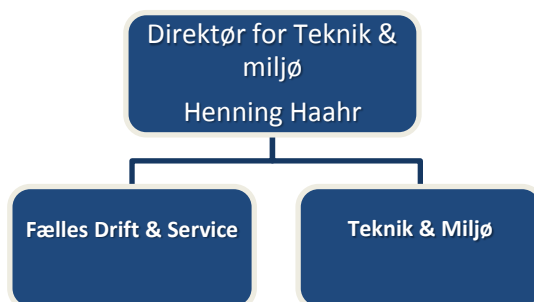 Direktør for Teknik &
miljø
Henning Haahr
Fælles Drift & Service
Teknik & Miljø